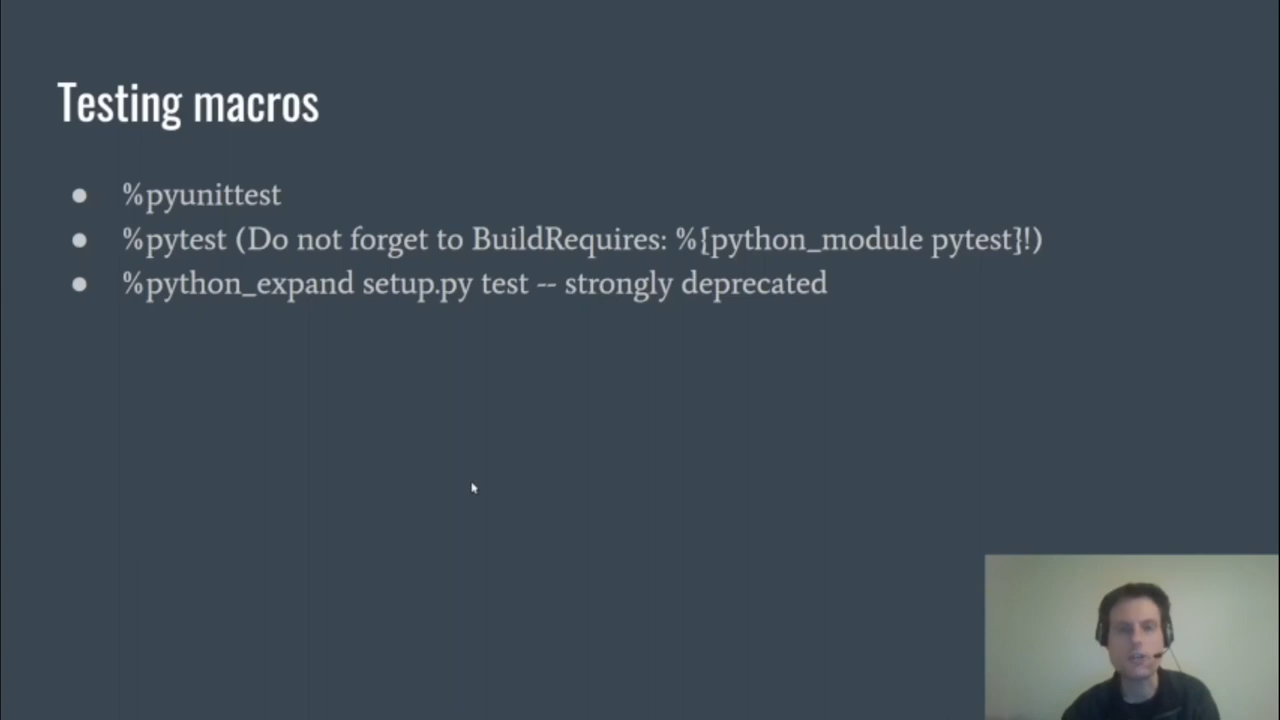 Testing macros
● %pyunittest
● %pytest (Do not forget to BuildRequires: %{python_module pytest}!)
● %python_expand setup.py test -- strongly deprecated